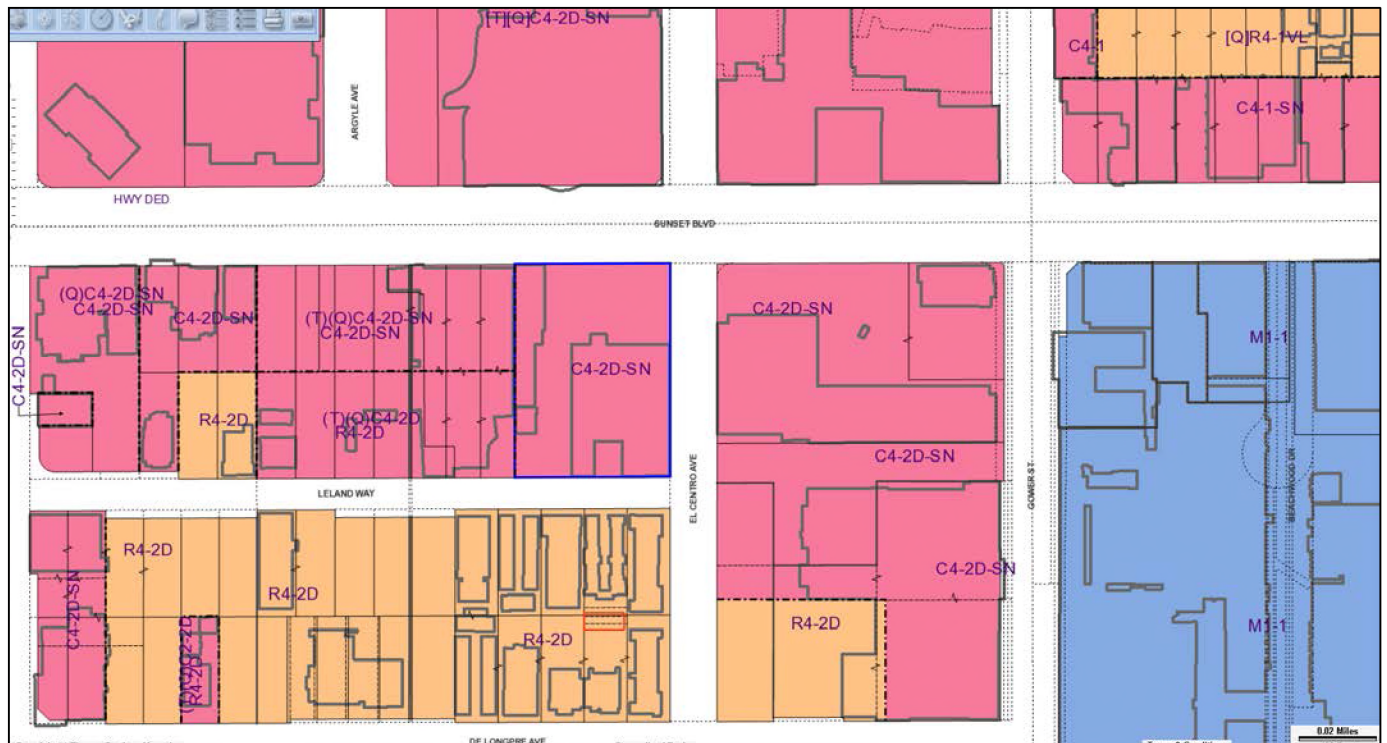 [T][Q]C4-2D-SN
C4-1
[Q]R4-1VL
C4-1-SN
ARGYLE AVE
HWY DED
SUNSET BLVD
(Q)C4-2D-SN
C4-2D-SN
C4-2D-SN
(T)(Q)C4-2D-SN
C4-2D-SN
C4-2D-SN
C4-2D-SN
M1-1
C4-2D-SN
R4-2D
(T)(Q)C4-2D
R4-2D
C4-2D-SN
LELAND WAY
EL CENTRO AVE
GOWER ST
BEACHWOOD DR
R4-2D
R4-2D
C4-2D-SN
C4-2D-SN
R4-2D
R4-2D
R4-2D
M1-1
DE LONGPRE AVE
0.02 Miles